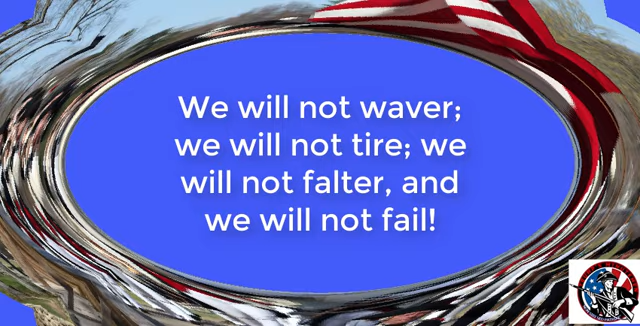 We will not waver;
we will not tire; we
will not falter, and
we will not fail!